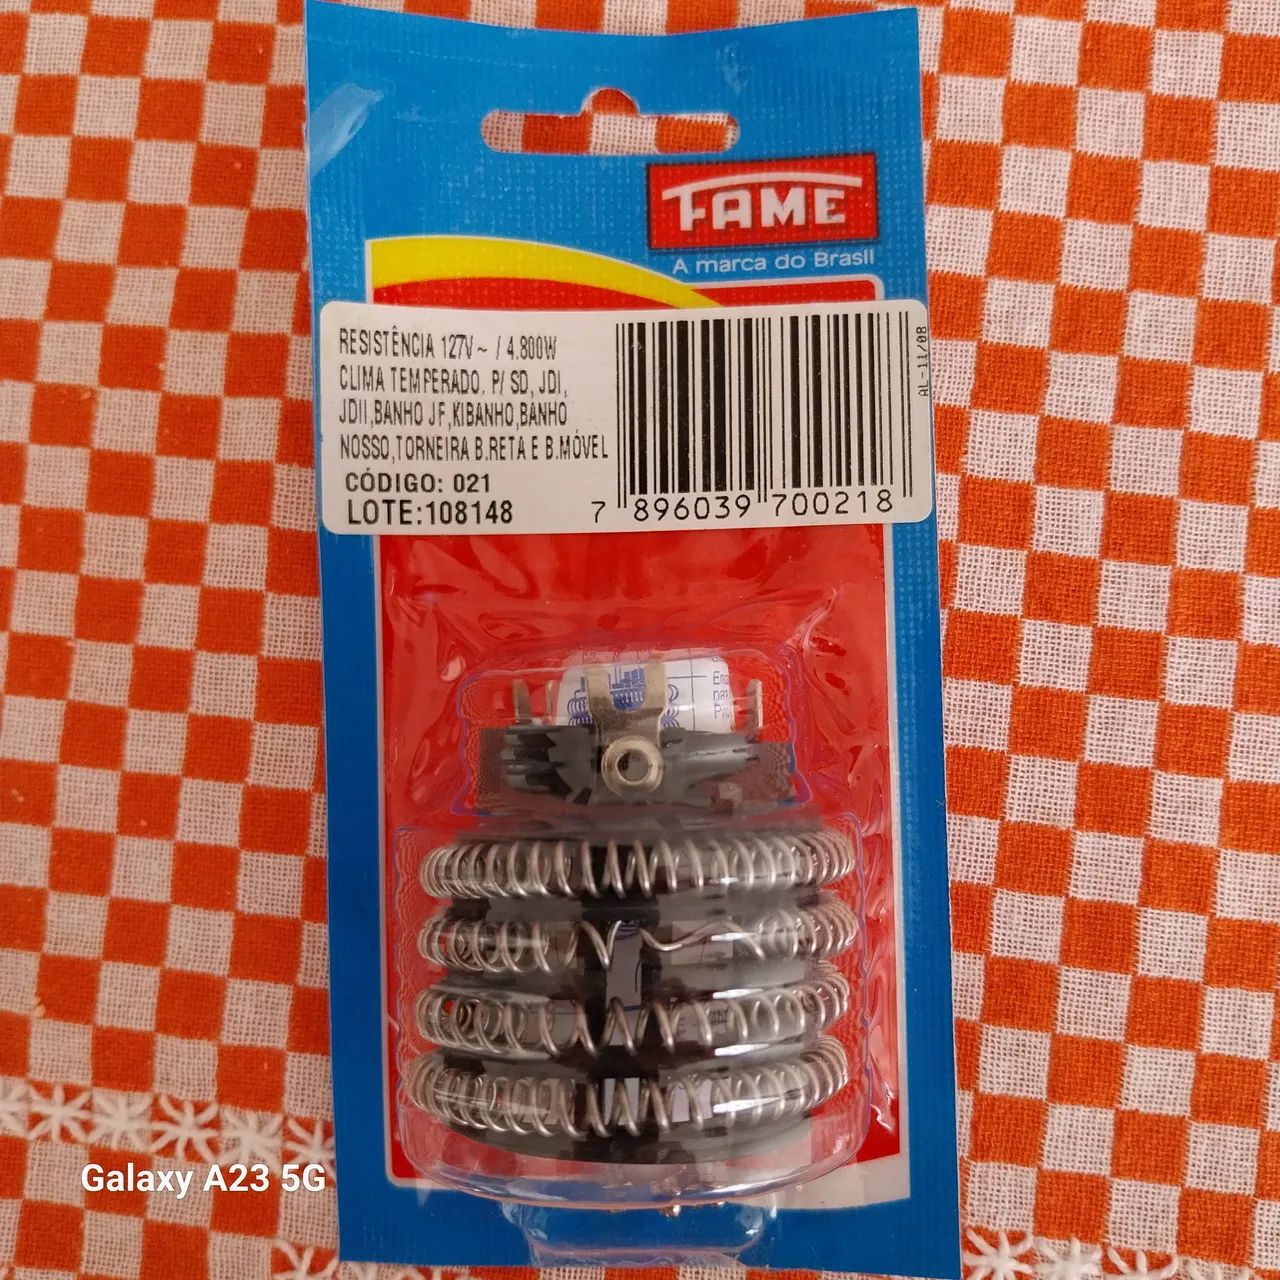 FAME
A marca do Brasil
RESISTÊNCIA 127V~ / 4.800W
CLIMA TEMPERADO. P/ SD, JDI,
JDII,BANHO JF,KIBANHO,BANHO
NOSSO,TORNEIRA B.RETA E B.MÓVEL
CÓDIGO: 021
LOTE:108148
7 896039 700218
AL-11/08
Galaxy A23 5G